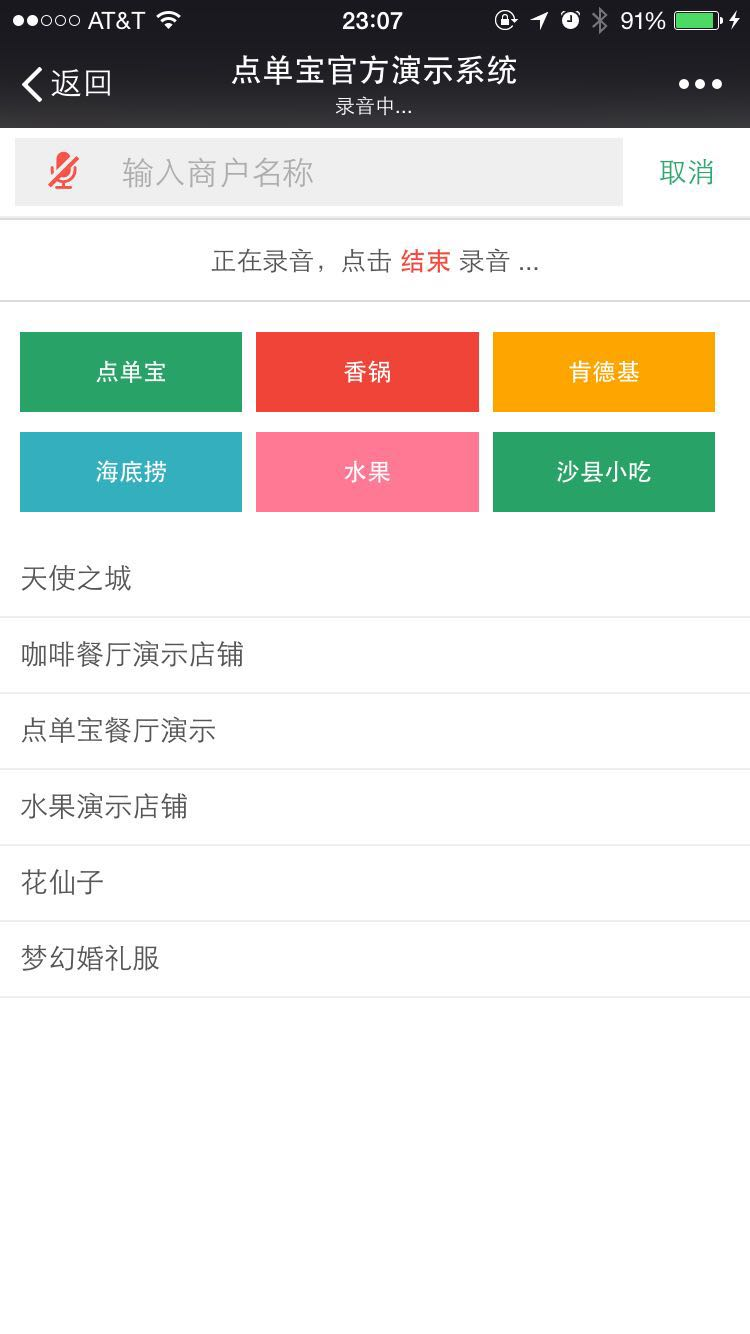 AT&T 23:07 91%
返回 点单宝官方演示系统
录音中...
输入商户名称 取消
正在录音，点击 结束 录音 ...
点单宝 香锅 肯德基
海底捞 水果 沙县小吃
天使之城
咖啡餐厅演示店铺
点单宝餐厅演示
水果演示店铺
花仙子
梦幻婚礼服